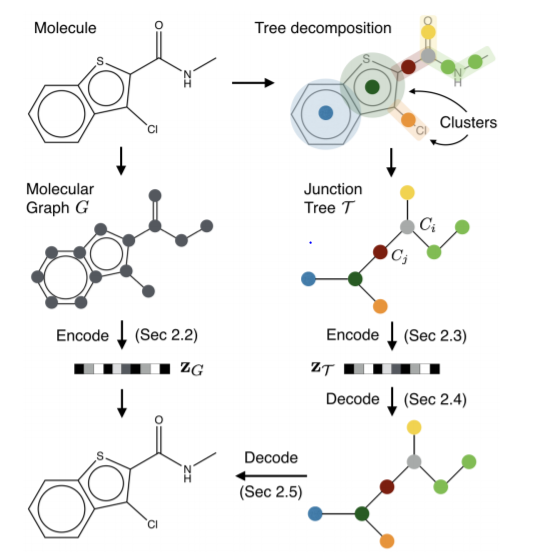 Molecule
Tree decomposition
O
S
N
H
Cl
O
S
N
H
Cl
Clusters
Molecular
Graph G
Junction
Tree 𝒯
C_i
C_j
Encode (Sec 2.2)
Encode (Sec 2.3)
z_G
z_𝒯
Decode (Sec 2.4)
O
S
N
H
Cl
Decode
(Sec 2.5)